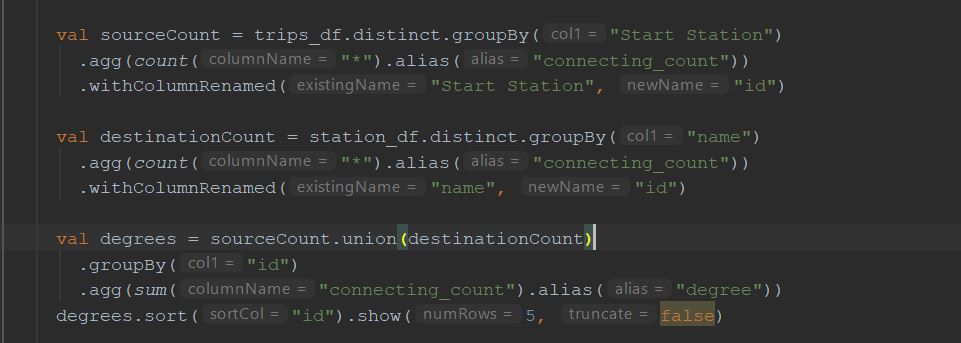 val sourceCount = trips_df.distinct.groupBy( col1 = "Start Station")
.agg(count( columnName = "*").alias( alias = "connecting_count"))
.withColumnRenamed( existingName = "Start Station", newName = "id")
val destinationCount = station_df.distinct.groupBy( col1 = "name")
.agg(count( columnName = "*").alias( alias = "connecting_count"))
.withColumnRenamed( existingName = "name", newName = "id")
val degrees = sourceCount.union(destinationCount)
.groupBy( col1 = "id")
.agg(sum( columnName = "connecting_count").alias( alias = "degree"))
degrees.sort( sortCol = "id").show( numRows = 5, truncate = false)